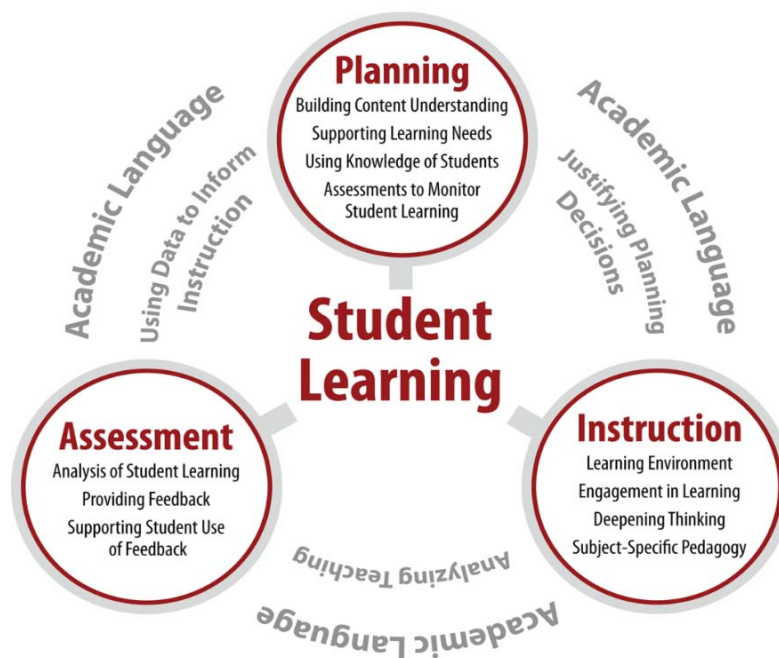 Planning
Building Content Understanding
Supporting Learning Needs
Using Knowledge of Students
Assessments to Monitor
Student Learning
Academic Language
Using Data to Inform
Instruction
Academic Language
Justifying Planning
Decisions
Student
Learning
Assessment
Analysis of Student Learning
Providing Feedback
Supporting Student Use
of Feedback
Instruction
Learning Environment
Engagement in Learning
Deepening Thinking
Subject-Specific Pedagogy
Analyzing Teaching
Academic Language